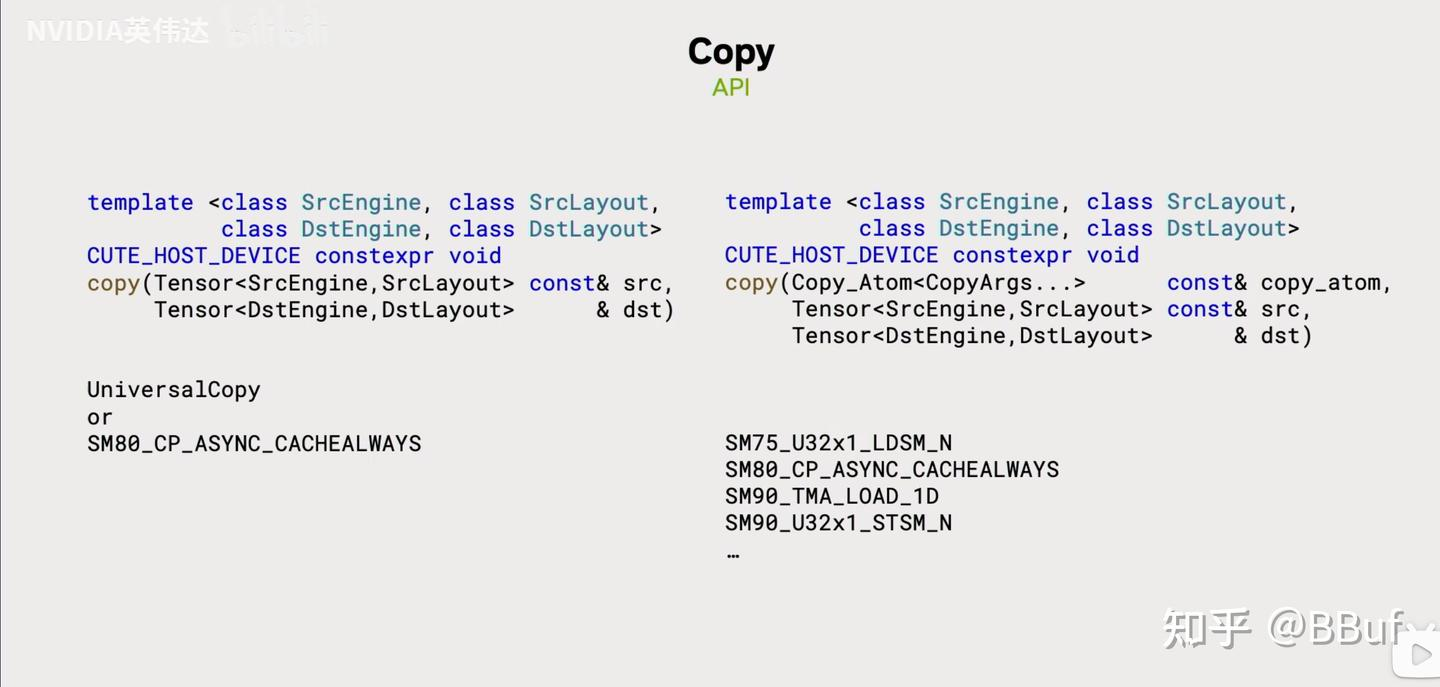 NVIDIA英伟达 bilibili
Copy
API
template <class SrcEngine, class SrcLayout,
class DstEngine, class DstLayout>
CUTE_HOST_DEVICE constexpr void
copy(Tensor<SrcEngine,SrcLayout> const& src,
Tensor<DstEngine,DstLayout> & dst)
UniversalCopy
or
SM80_CP_ASYNC_CACHEALWAYS
template <class SrcEngine, class SrcLayout,
class DstEngine, class DstLayout>
CUTE_HOST_DEVICE constexpr void
copy(Copy_Atom<CopyArgs...> const& copy_atom,
Tensor<SrcEngine,SrcLayout> const& src,
Tensor<DstEngine,DstLayout> & dst)
SM75_U32x1_LDSM_N
SM80_CP_ASYNC_CACHEALWAYS
SM90_TMA_LOAD_1D
SM90_U32x1_STSM_N
…
知乎 @BBuf